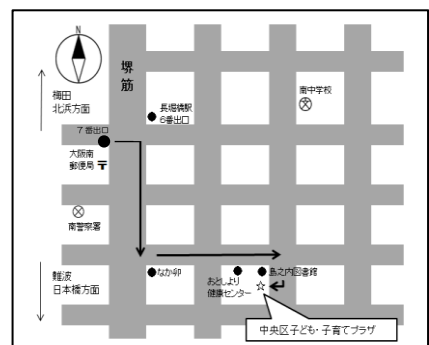 堺
筋
梅田
北浜方面
長堀橋駅
6番出口
南中学校
文
7番出口
大阪南
郵便局
〒
南警察署
難波
日本橋方面
なか卯
おとしより
健康センター
島之内図書館
中央区子ども・子育てプラザ